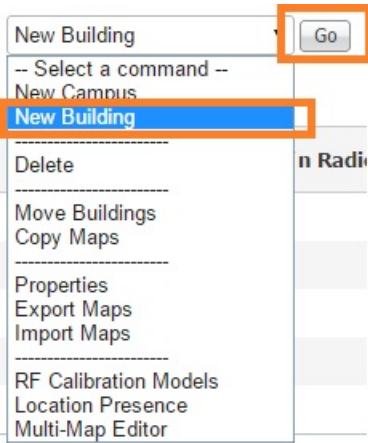 New Building Go
-- Select a command --
New Campus
New Building
------------------------
Delete
n Radi
------------------------
Move Buildings
Copy Maps
------------------------
Properties
Export Maps
Import Maps
------------------------
RF Calibration Models
Location Presence
Multi-Map Editor